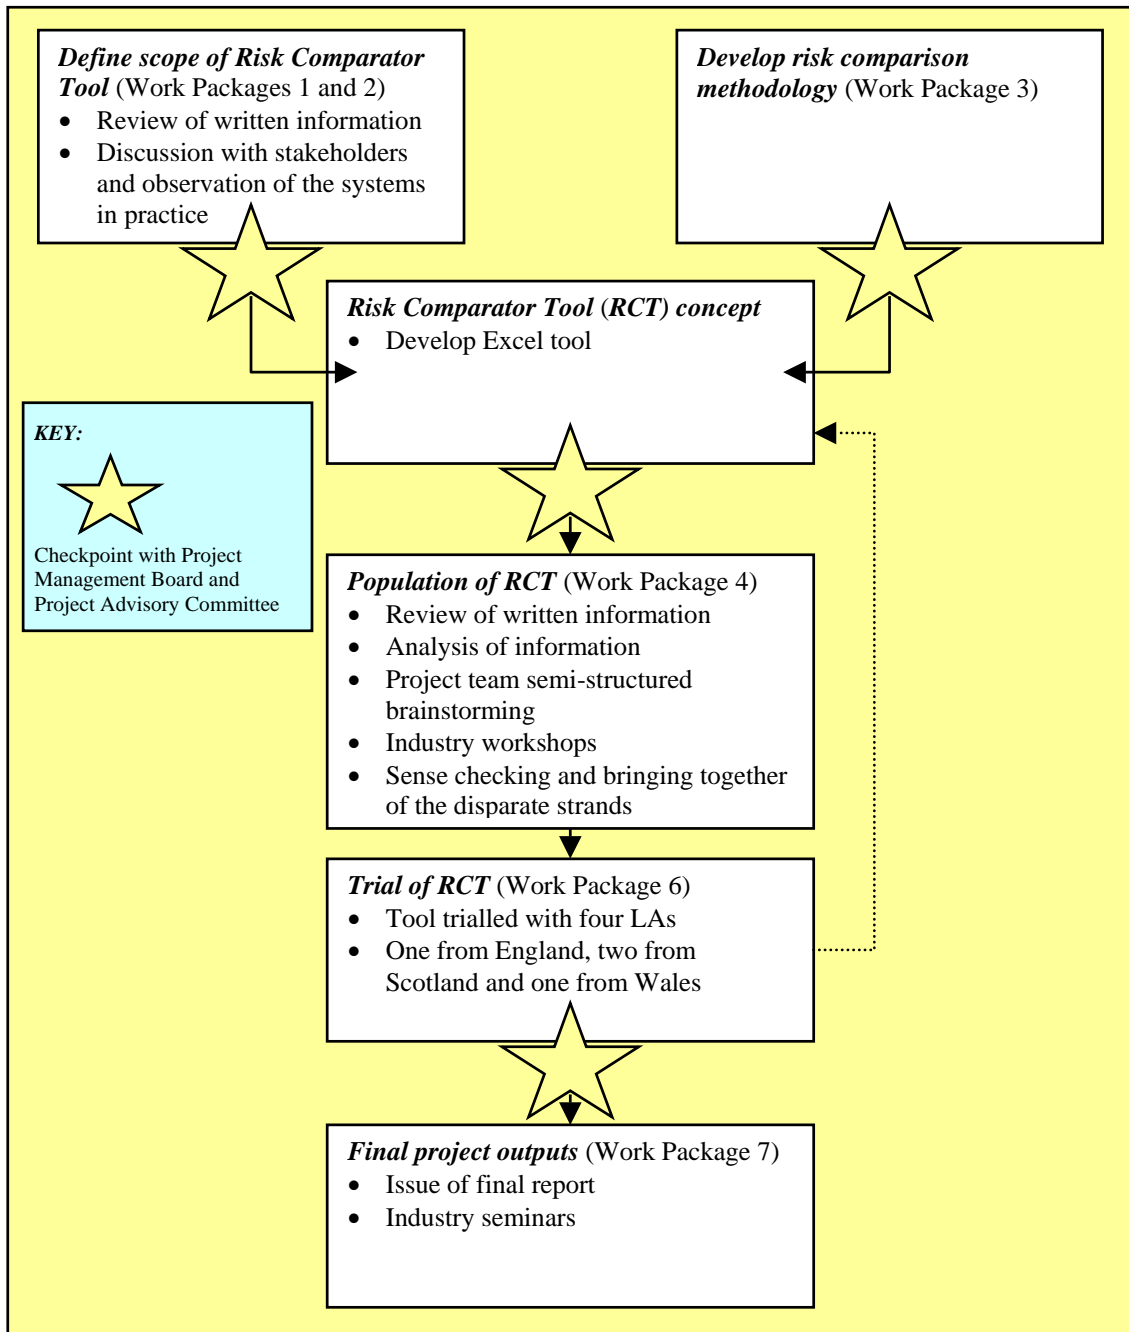 Define scope of Risk Comparator
Tool (Work Packages 1 and 2)
• Review of written information
• Discussion with stakeholders
and observation of the systems
in practice
Develop risk comparison
methodology (Work Package 3)
Risk Comparator Tool (RCT) concept
• Develop Excel tool
KEY:
Checkpoint with Project
Management Board and
Project Advisory Committee
Population of RCT (Work Package 4)
• Review of written information
• Analysis of information
• Project team semi-structured
brainstorming
• Industry workshops
• Sense checking and bringing together
of the disparate strands
Trial of RCT (Work Package 6)
• Tool trialled with four LAs
• One from England, two from
Scotland and one from Wales
Final project outputs (Work Package 7)
• Issue of final report
• Industry seminars